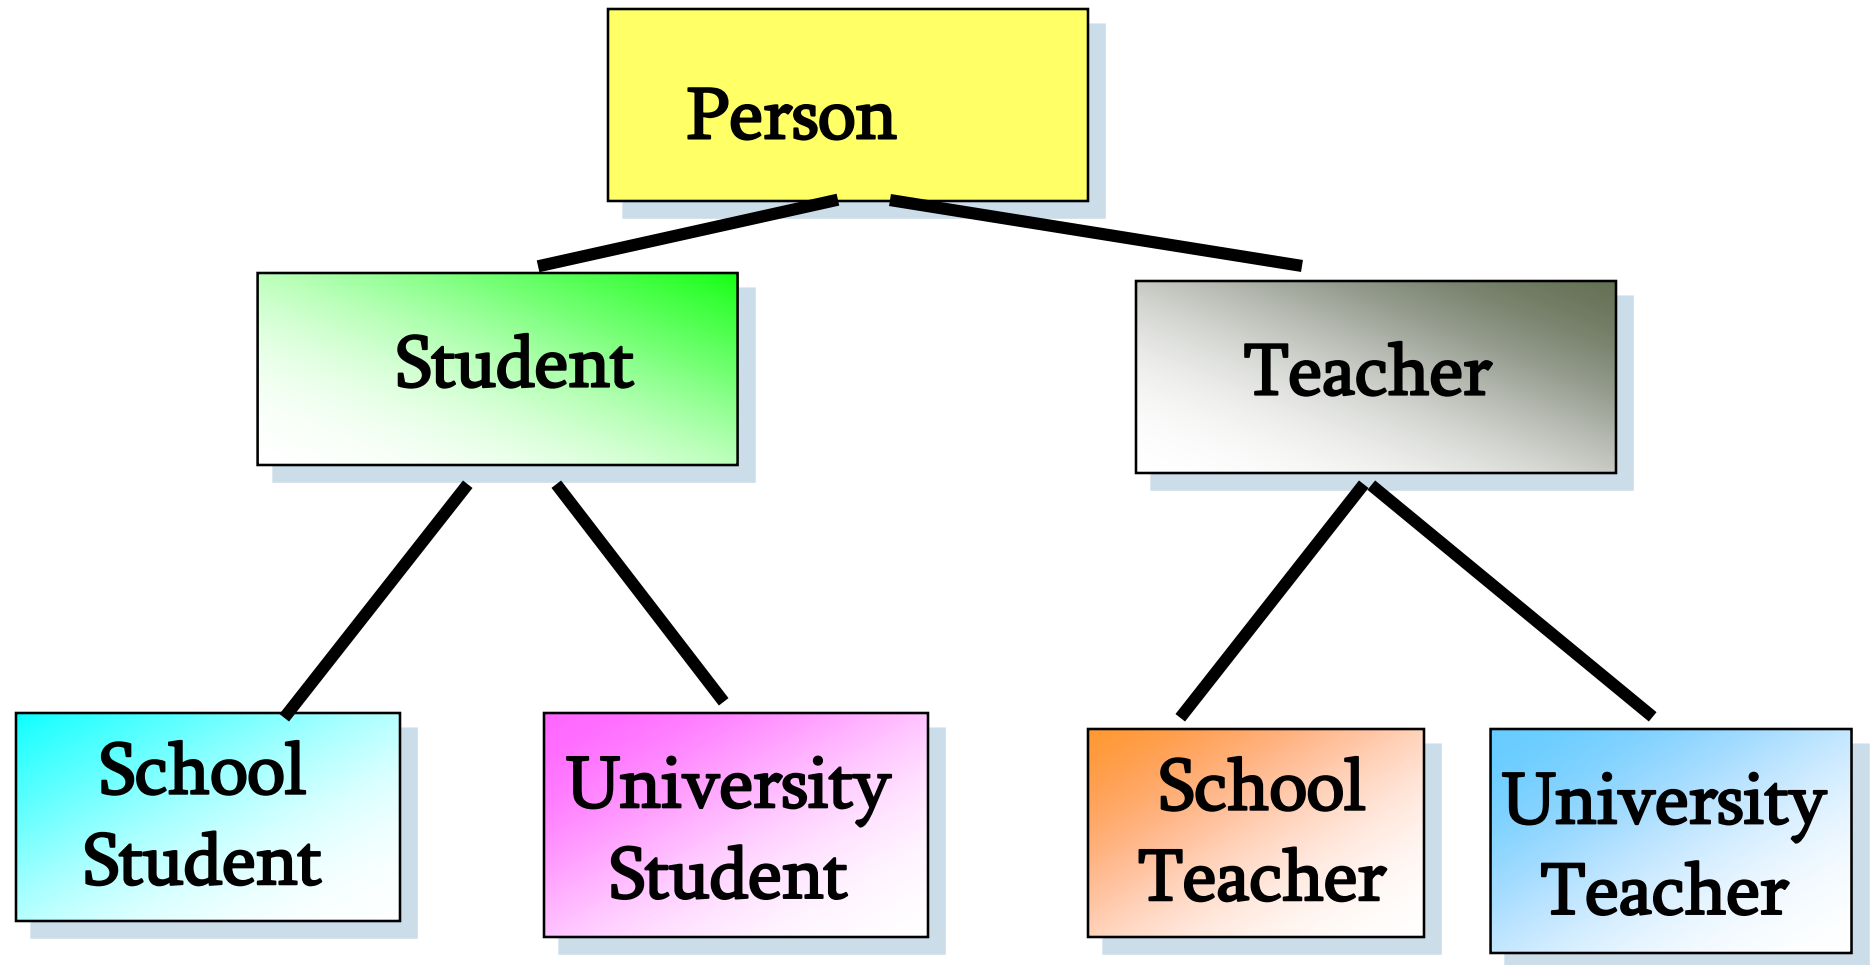 Person
Student
Teacher
School
Student
University
Student
School
Teacher
University
Teacher